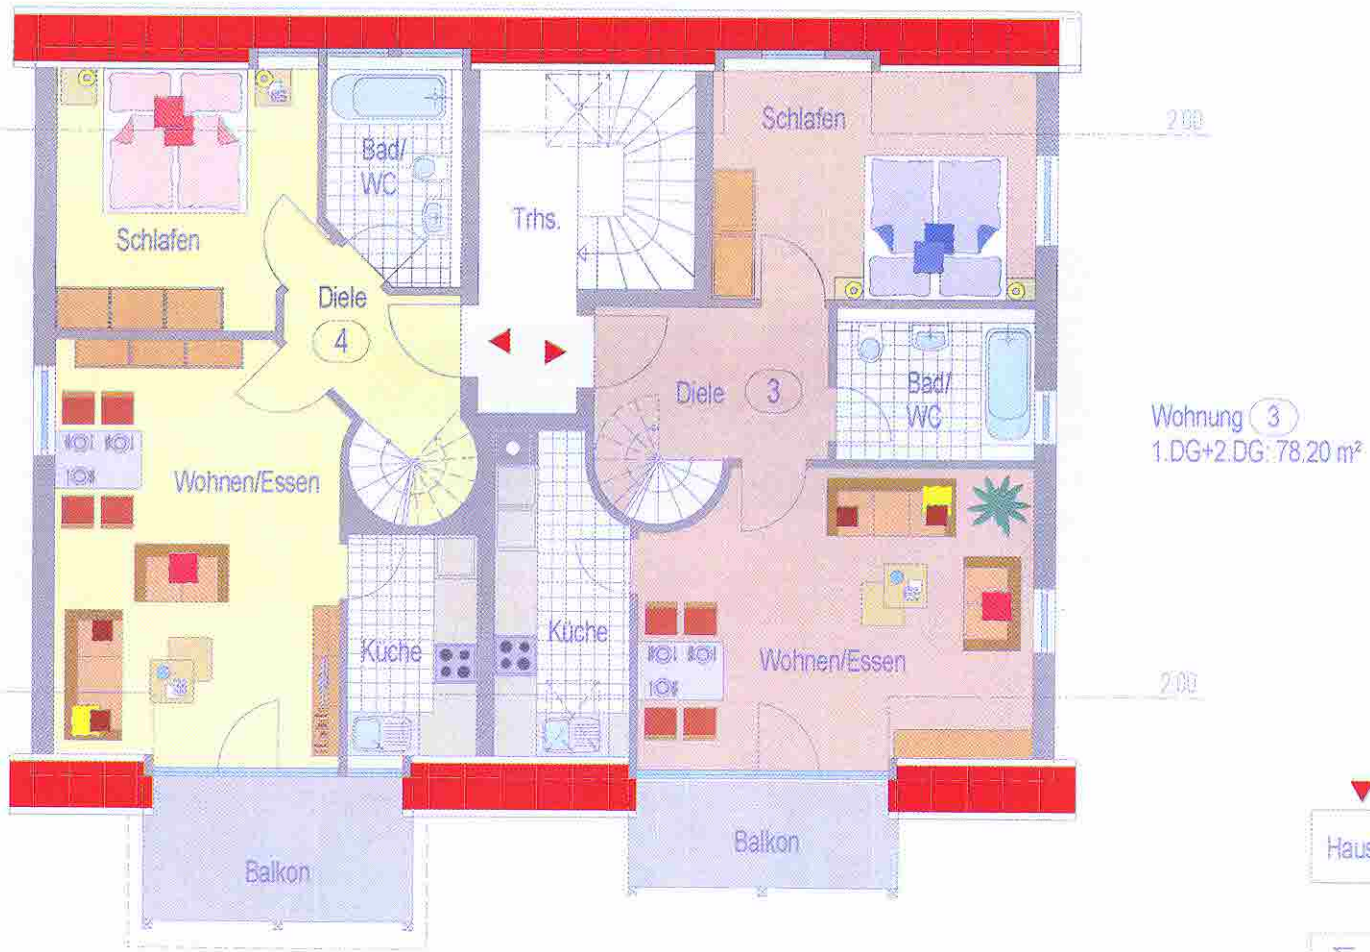 Schlafen
2.00
Bad/
WC
Trhs.
Schlafen
Diele
4
Diele
3
Bad/
WC
Wohnung 3
1.DG+2.DG: 78.20 m²
Wohnen/Essen
Küche
Küche
Wohnen/Essen
2.00
Balkon
Balkon
Haus